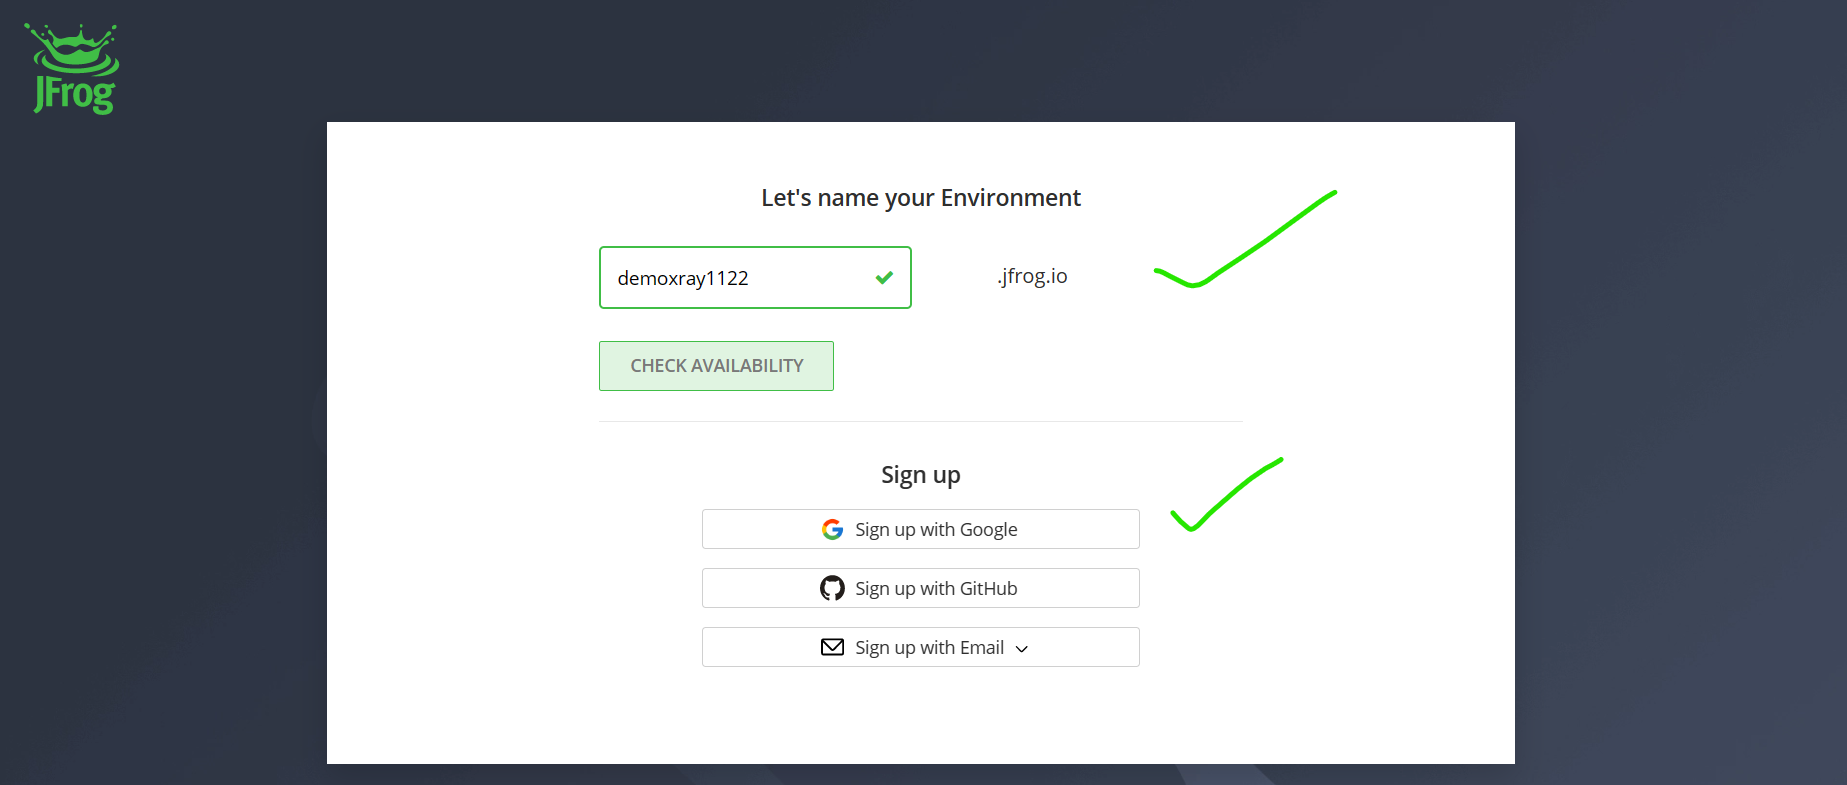 JFrog
Let's name your Environment
demoxray1122
.jfrog.io
CHECK AVAILABILITY
Sign up
Sign up with Google
Sign up with GitHub
Sign up with Email